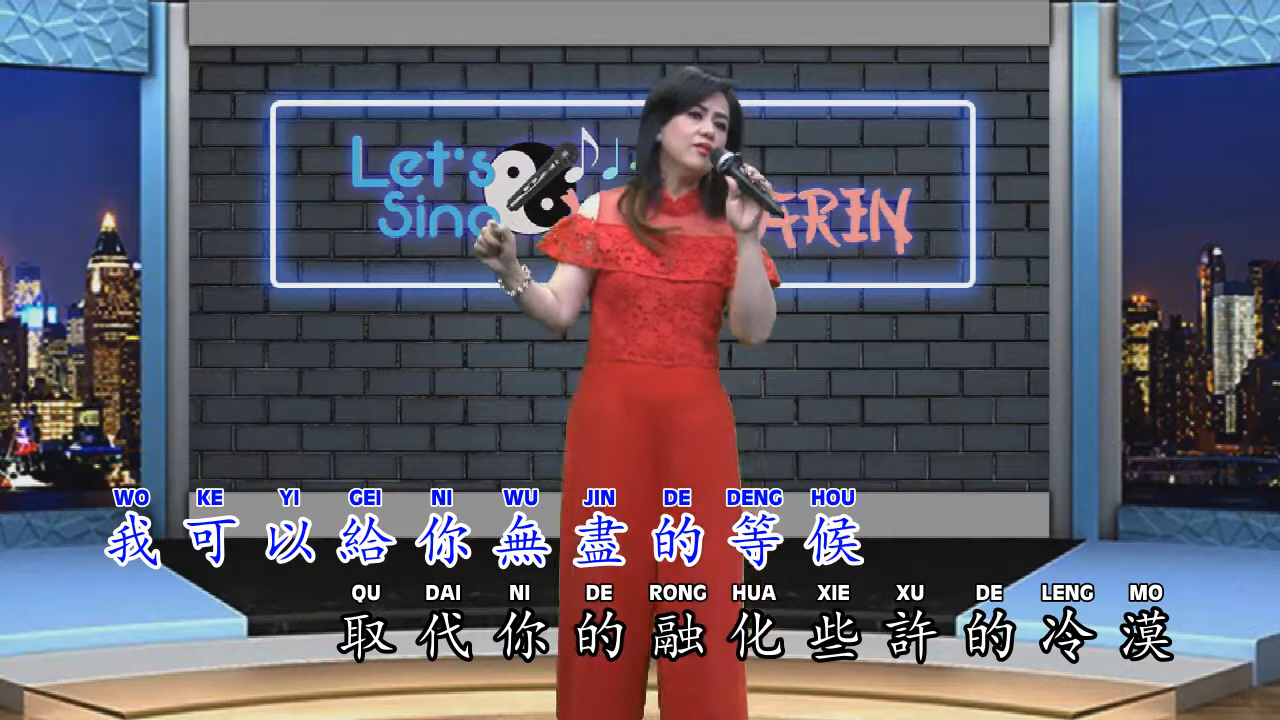 Let's
Sing
ARIN
WO KE YI GEI NI WU JIN DE DENG HOU
我可以給你無盡的等候
QU DAI NI DE RONG HUA XIE XU DE LENG MO
取代你的融化些許的冷漠